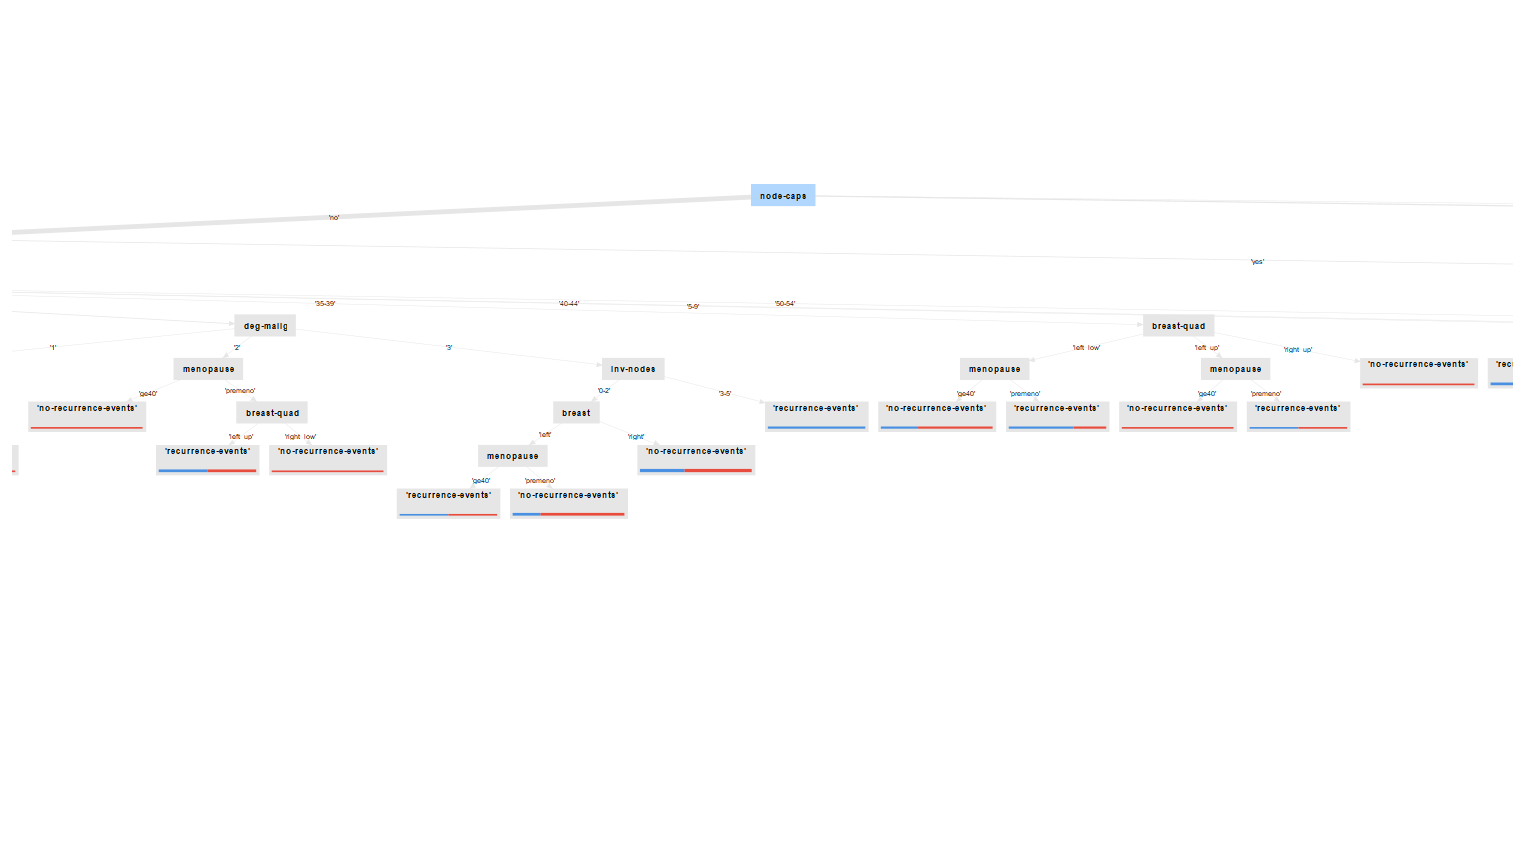 node-caps
'no'
'yes'
'35-39' '40-44' '5-9' '50-54'
deg-malig breast-quad
'1' '2' '3' 'left_low' 'left_up' 'right_up'
menopause inv-nodes menopause menopause 'no-recurrence-events' 'rec
'ge40' 'premeno' '0-2' '3-5' 'ge40' 'premeno' 'ge40' 'premeno'
'no-recurrence-events' breast-quad breast 'recurrence-events' 'no-recurrence-events' 'recurrence-events' 'no-recurrence-events' 'recurrence-events'
'left_up' 'right_low' 'left' 'right'
'recurrence-events' 'no-recurrence-events' menopause 'no-recurrence-events'
'ge40' 'premeno'
'recurrence-events' 'no-recurrence-events'